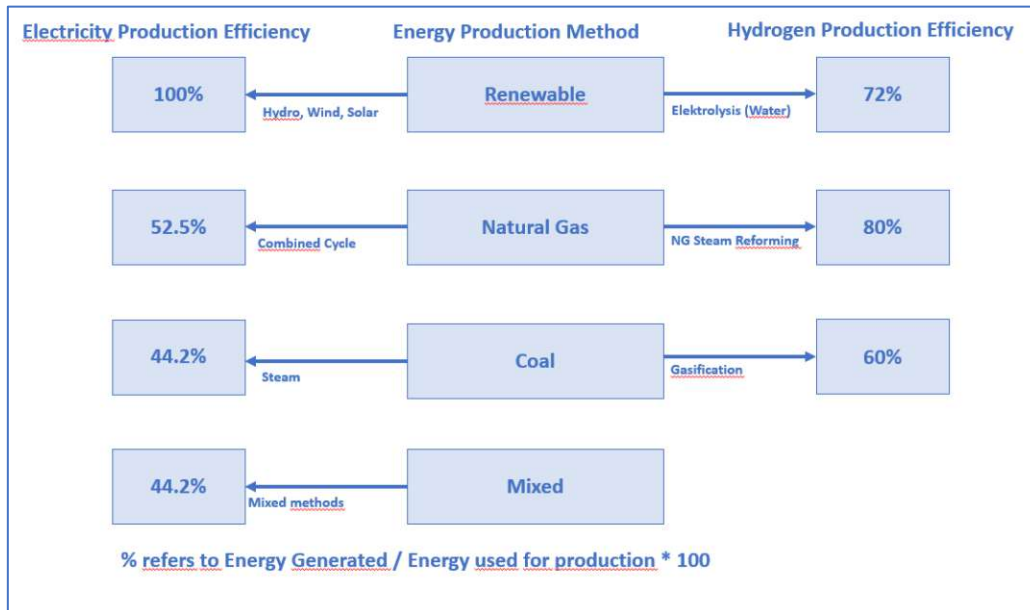 Electricity Production Efficiency
Energy Production Method
Hydrogen Production Efficiency
100%
Hydro, Wind, Solar
Renewable
Elektrolysis (Water)
72%
52.5%
Combined Cycle
Natural Gas
NG Steam Reforming
80%
44.2%
Steam
Coal
Gasification
60%
44.2%
Mixed methods
Mixed
% refers to Energy Generated / Energy used for production * 100